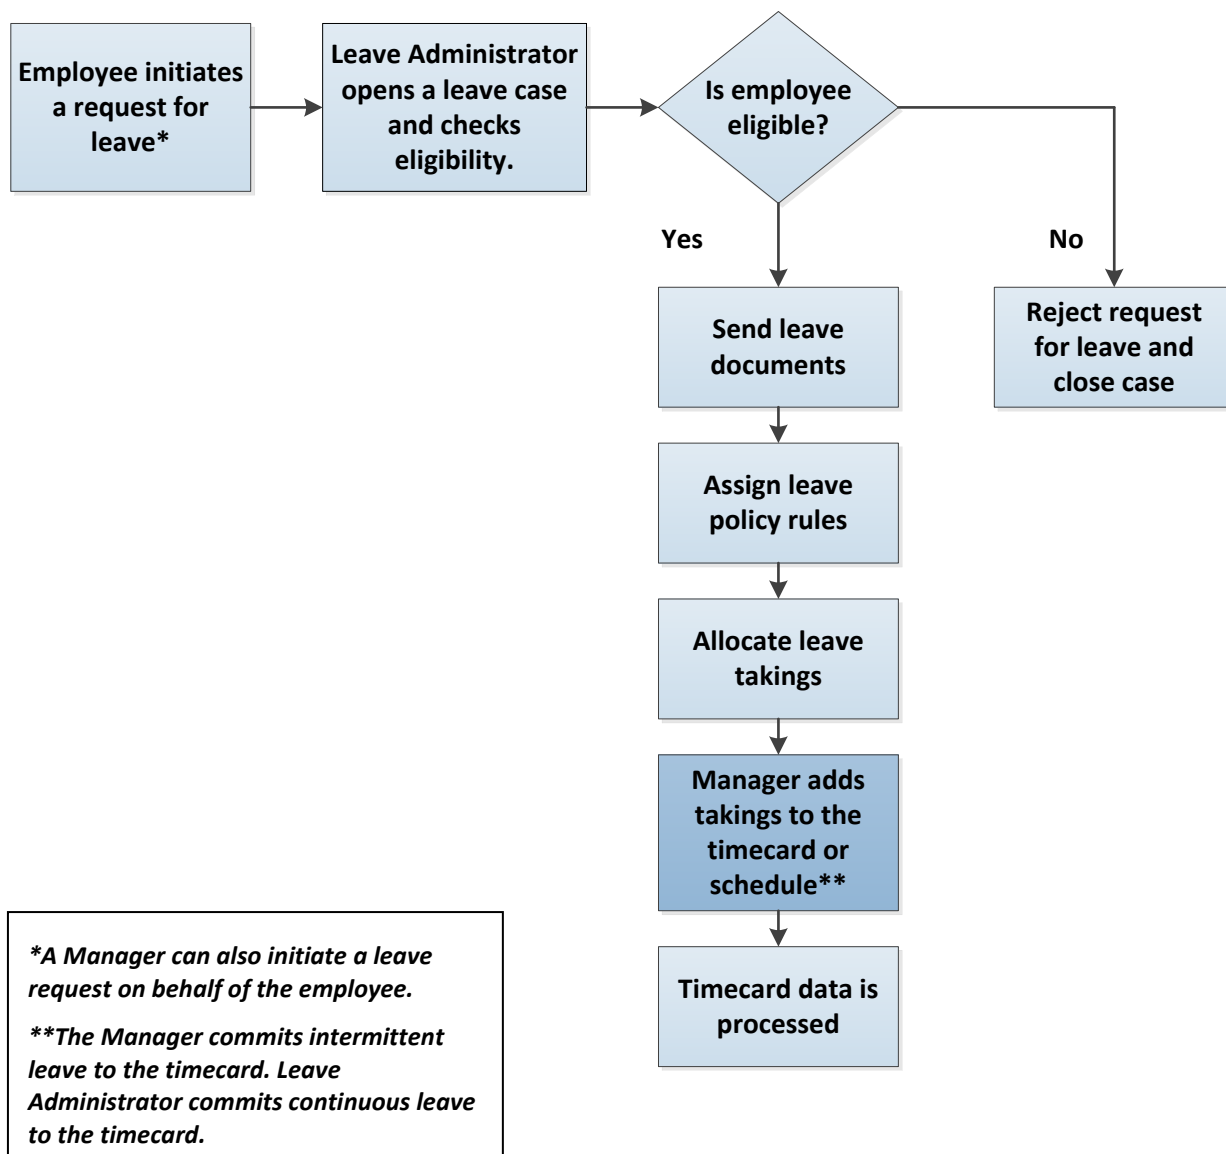 Employee initiates
a request for
leave*
Leave Administrator
opens a leave case
and checks
eligibility.
Is employee
eligible?
Yes
No
Send leave
documents
Reject request
for leave and
close case
Assign leave
policy rules
Allocate leave
takings
Manager adds
takings to the
timecard or
schedule**
Timecard data is
processed
*A Manager can also initiate a leave
request on behalf of the employee.
**The Manager commits intermittent
leave to the timecard. Leave
Administrator commits continuous leave
to the timecard.